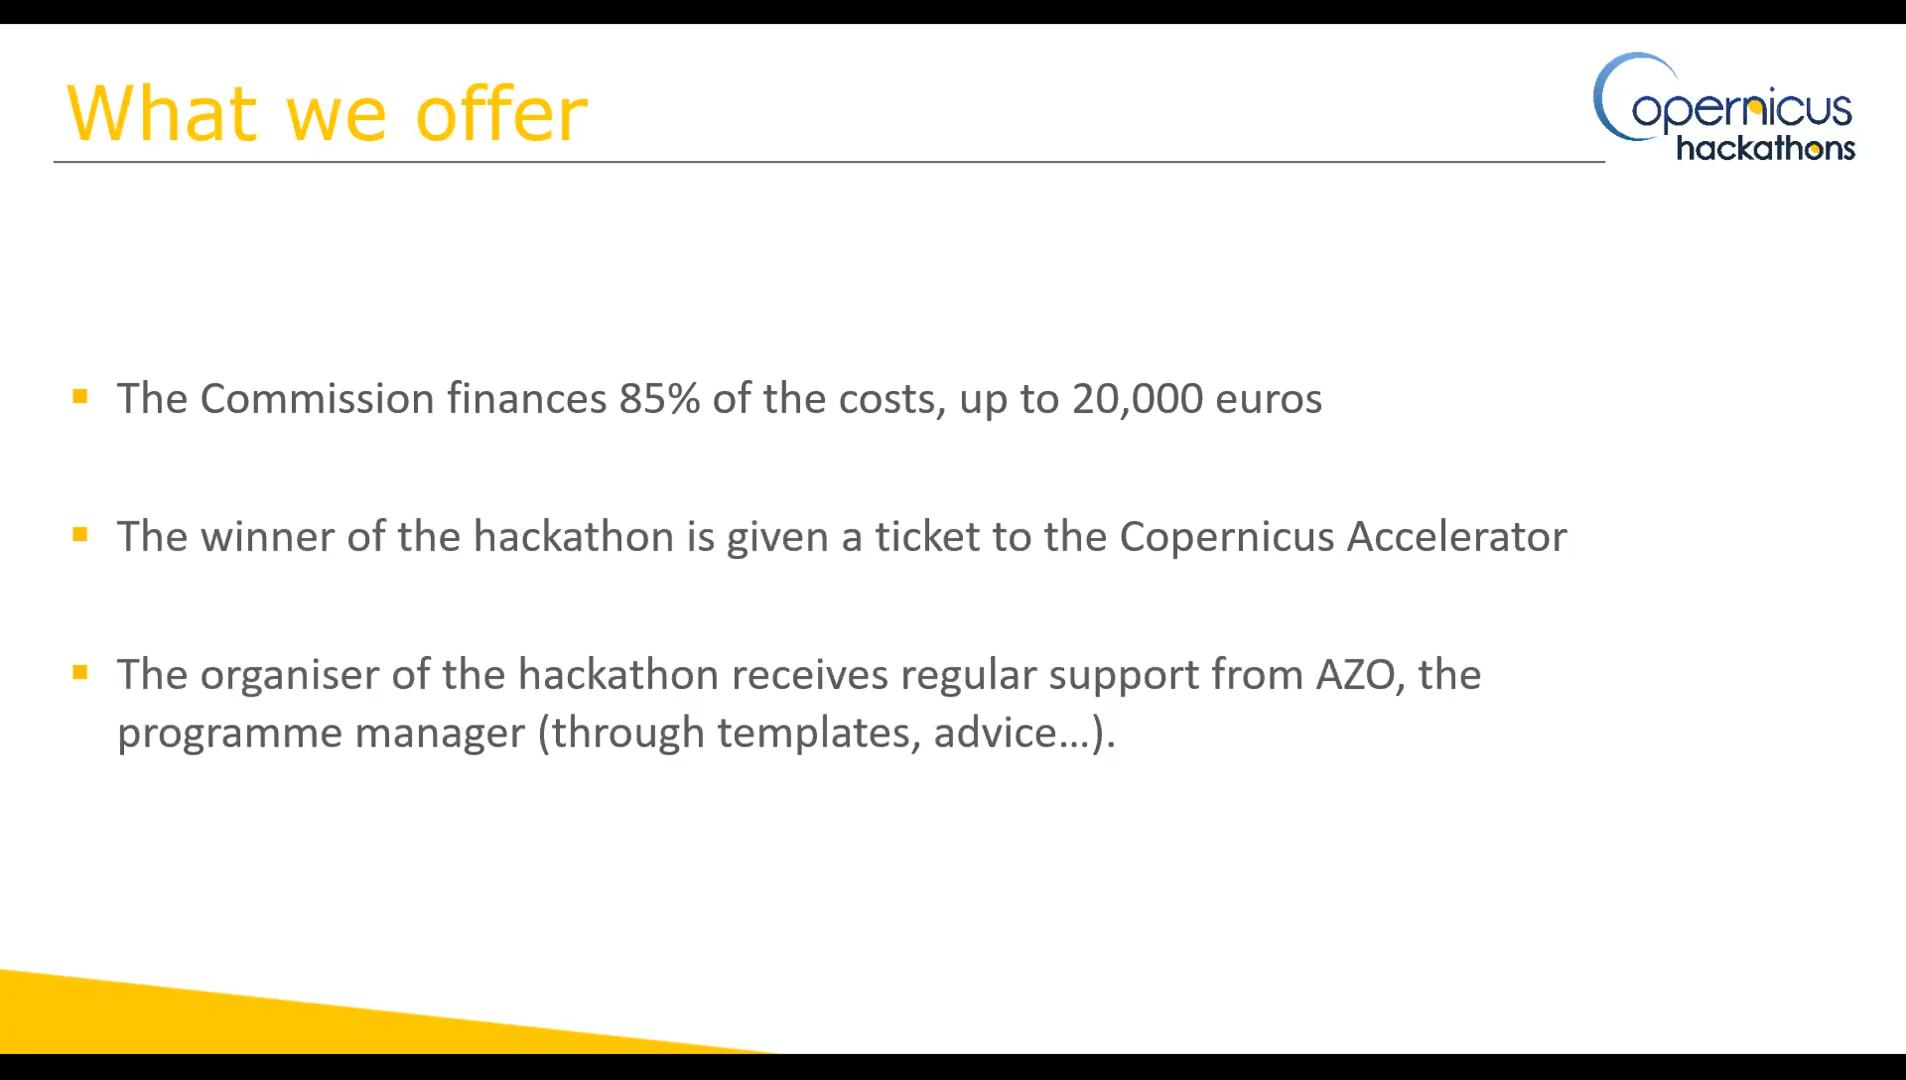 What we offer
Copernicus
hackathons
▪ The Commission finances 85% of the costs, up to 20,000 euros
▪ The winner of the hackathon is given a ticket to the Copernicus Accelerator
▪ The organiser of the hackathon receives regular support from AZO, the
programme manager (through templates, advice...).